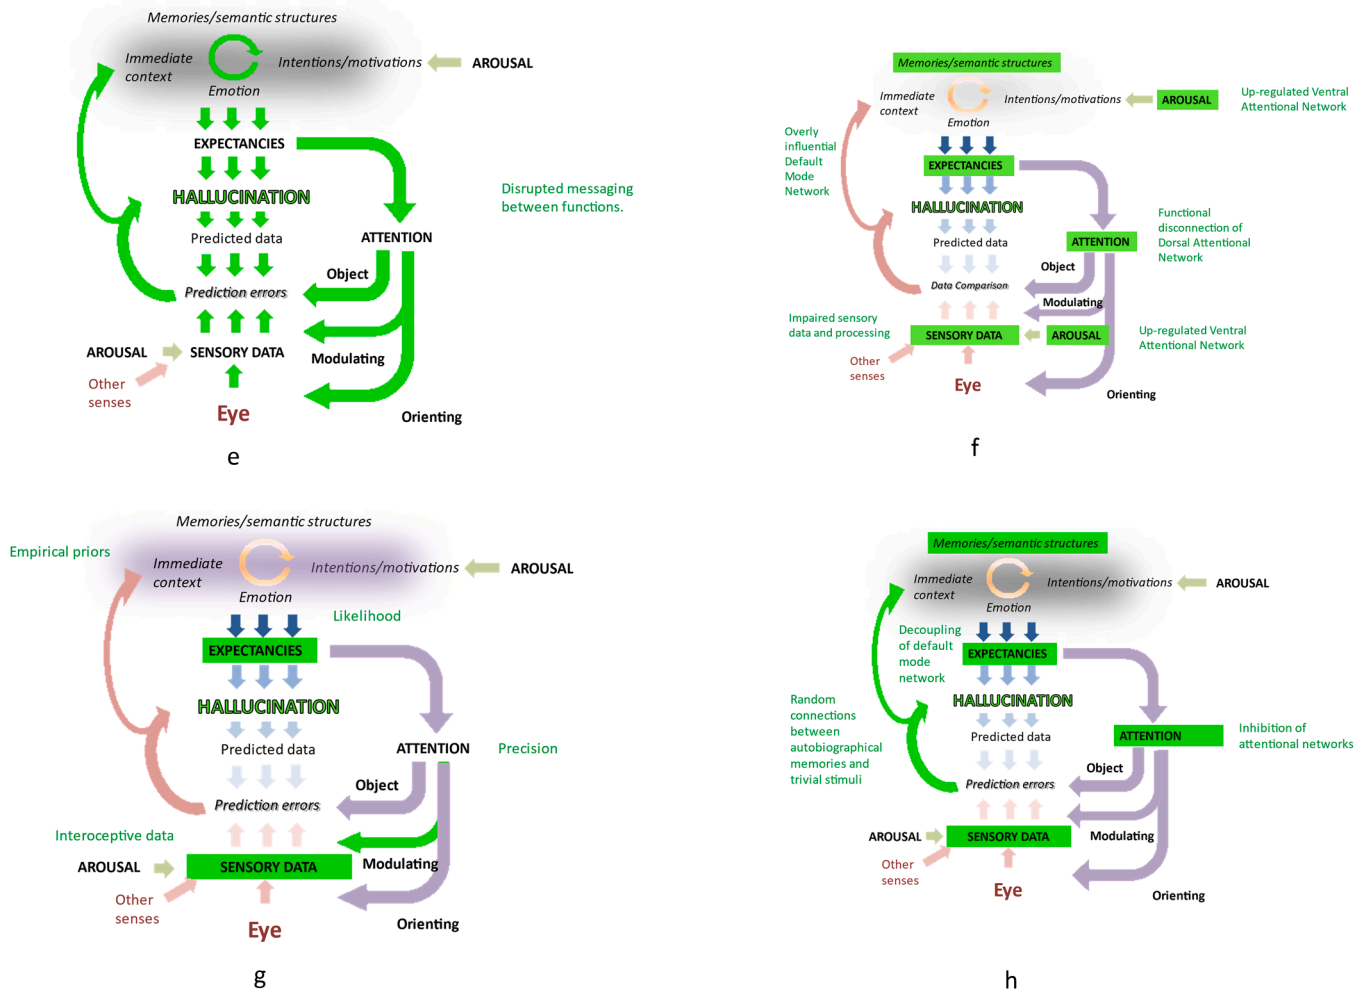 Memories/semantic structures
Immediate context
Intentions/motivations
AROUSAL
Emotion
EXPECTANCIES
HALLUCINATION
Disrupted messaging
between functions.
Predicted data
ATTENTION
Object
Prediction errors
AROUSAL
SENSORY DATA
Modulating
Other
senses
Eye
Orienting
e
Memories/semantic structures
Immediate
context
Intentions/motivations
AROUSAL
Up-regulated Ventral
Attentional Network
Emotion
Overly
influential
Default
Mode
Network
EXPECTANCIES
HALLUCINATION
Predicted data
ATTENTION
Functional
disconnection of
Dorsal Attentional
Network
Object
Data Comparison
Modulating
Impaired sensory
data and processing
SENSORY DATA
AROUSAL
Up-regulated Ventral
Attentional Network
Other
senses
Eye
Orienting
f
Memories/semantic structures
Empirical priors
Immediate
context
Intentions/motivations
AROUSAL
Emotion
Likelihood
EXPECTANCIES
HALLUCINATION
Predicted data
ATTENTION
Precision
Object
Prediction errors
Interoceptive data
AROUSAL
SENSORY DATA
Modulating
Other
senses
Eye
Orienting
g
Memories/semantic structures
Immediate
context
Intentions/motivations
AROUSAL
Emotion
Decoupling
of default
mode
network
EXPECTANCIES
HALLUCINATION
Random
connections
between
autobiographical
memories and
trivial stimuli
Predicted data
ATTENTION
Inhibition of
attentional networks
Object
Prediction errors
AROUSAL
SENSORY DATA
Modulating
Other
senses
Eye
Orienting
h